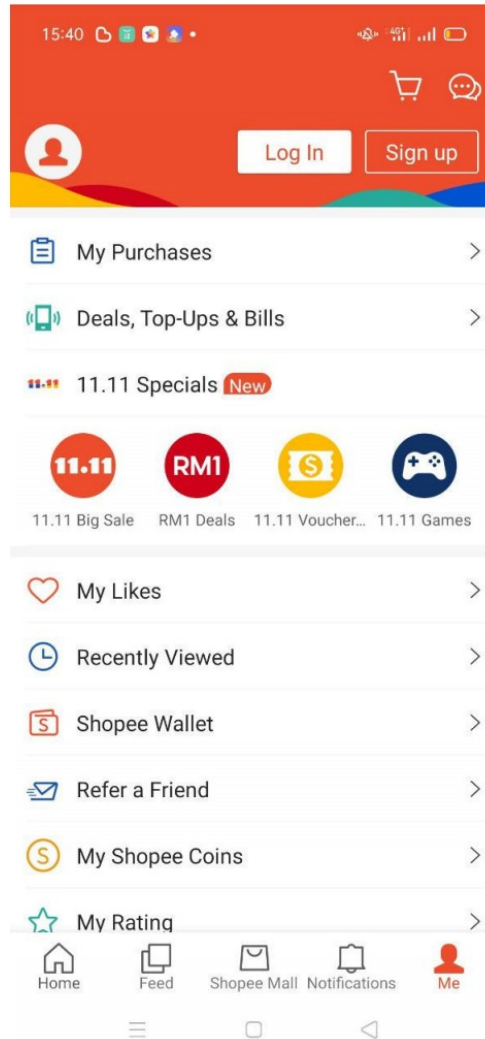 15:40
Log In
Sign up
My Purchases
Deals, Top-Ups & Bills
11.11
11.11 Specials New
11.11
RM1
S
11.11 Big Sale
RM1 Deals
11.11 Voucher...
11.11 Games
My Likes
Recently Viewed
S
Shopee Wallet
Refer a Friend
S
My Shopee Coins
My Rating
Home
Feed
Shopee Mall
Notifications
Me